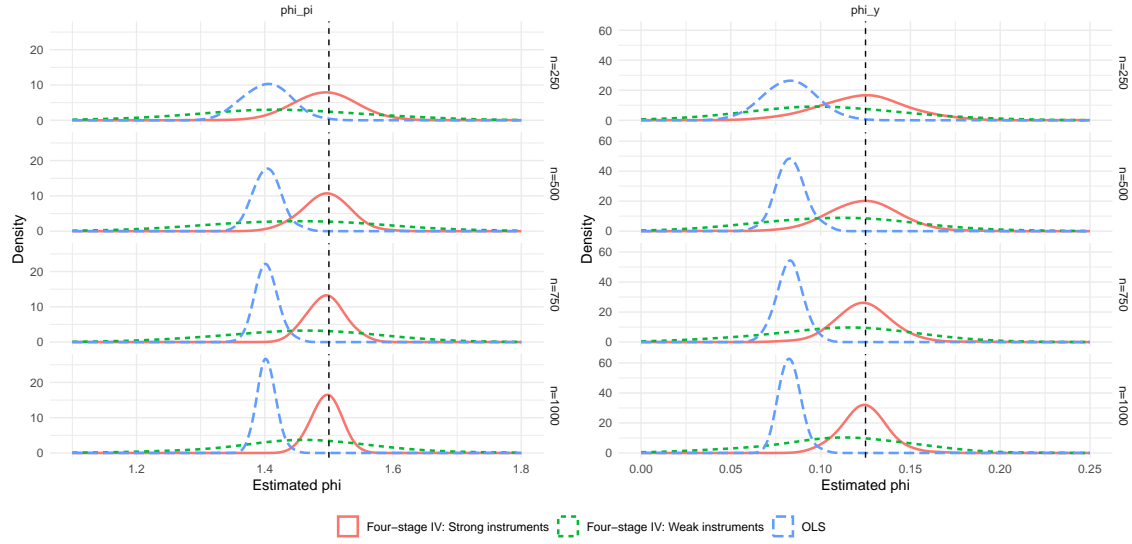 phi_pi
phi_y
Density
20
10
0
n=250
20
10
0
n=500
20
10
0
n=750
20
10
0
n=1000
1.2
1.4
1.6
1.8
Estimated phi
Density
60
40
20
0
n=250
60
40
20
0
n=500
60
40
20
0
n=750
60
40
20
0
n=1000
0.00
0.05
0.10
0.15
0.20
0.25
Estimated phi
Four−stage IV: Strong instruments
Four−stage IV: Weak instruments
OLS